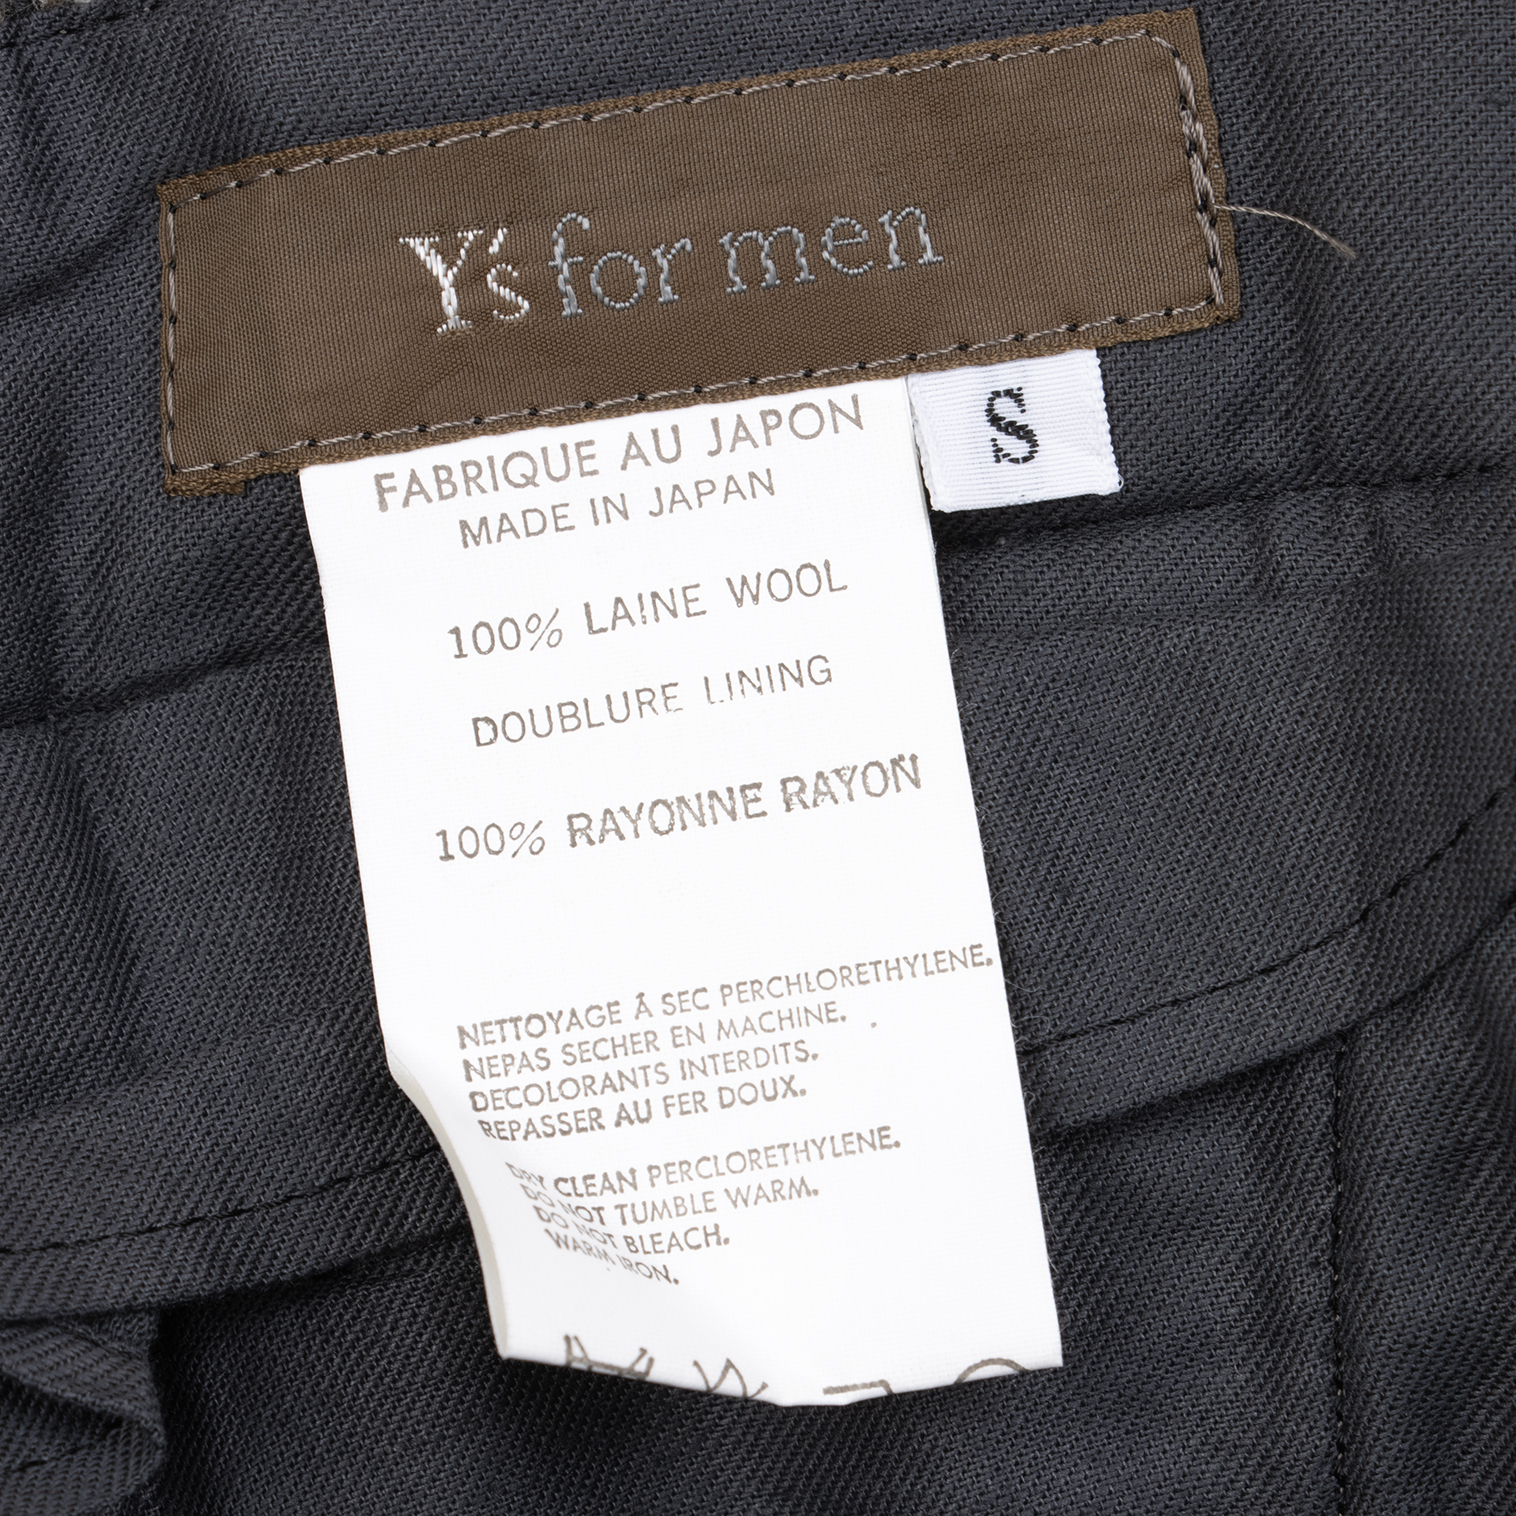 Y's for men
S
FABRIQUE AU JAPON
MADE IN JAPAN
100% LAINE WOOL
DOUBLURE LINING
100% RAYONNE RAYON
NETTOYAGE Â SEC PERCHLORETHYLENE.
NEPAS SECHER EN MACHINE.
DECOLORANTS INTERDITS.
REPASSER AU FER DOUX.
DRY CLEAN PERCLORETHYLENE.
DO NOT TUMBLE WARM.
DO NOT BLEACH.
WARM IRON.